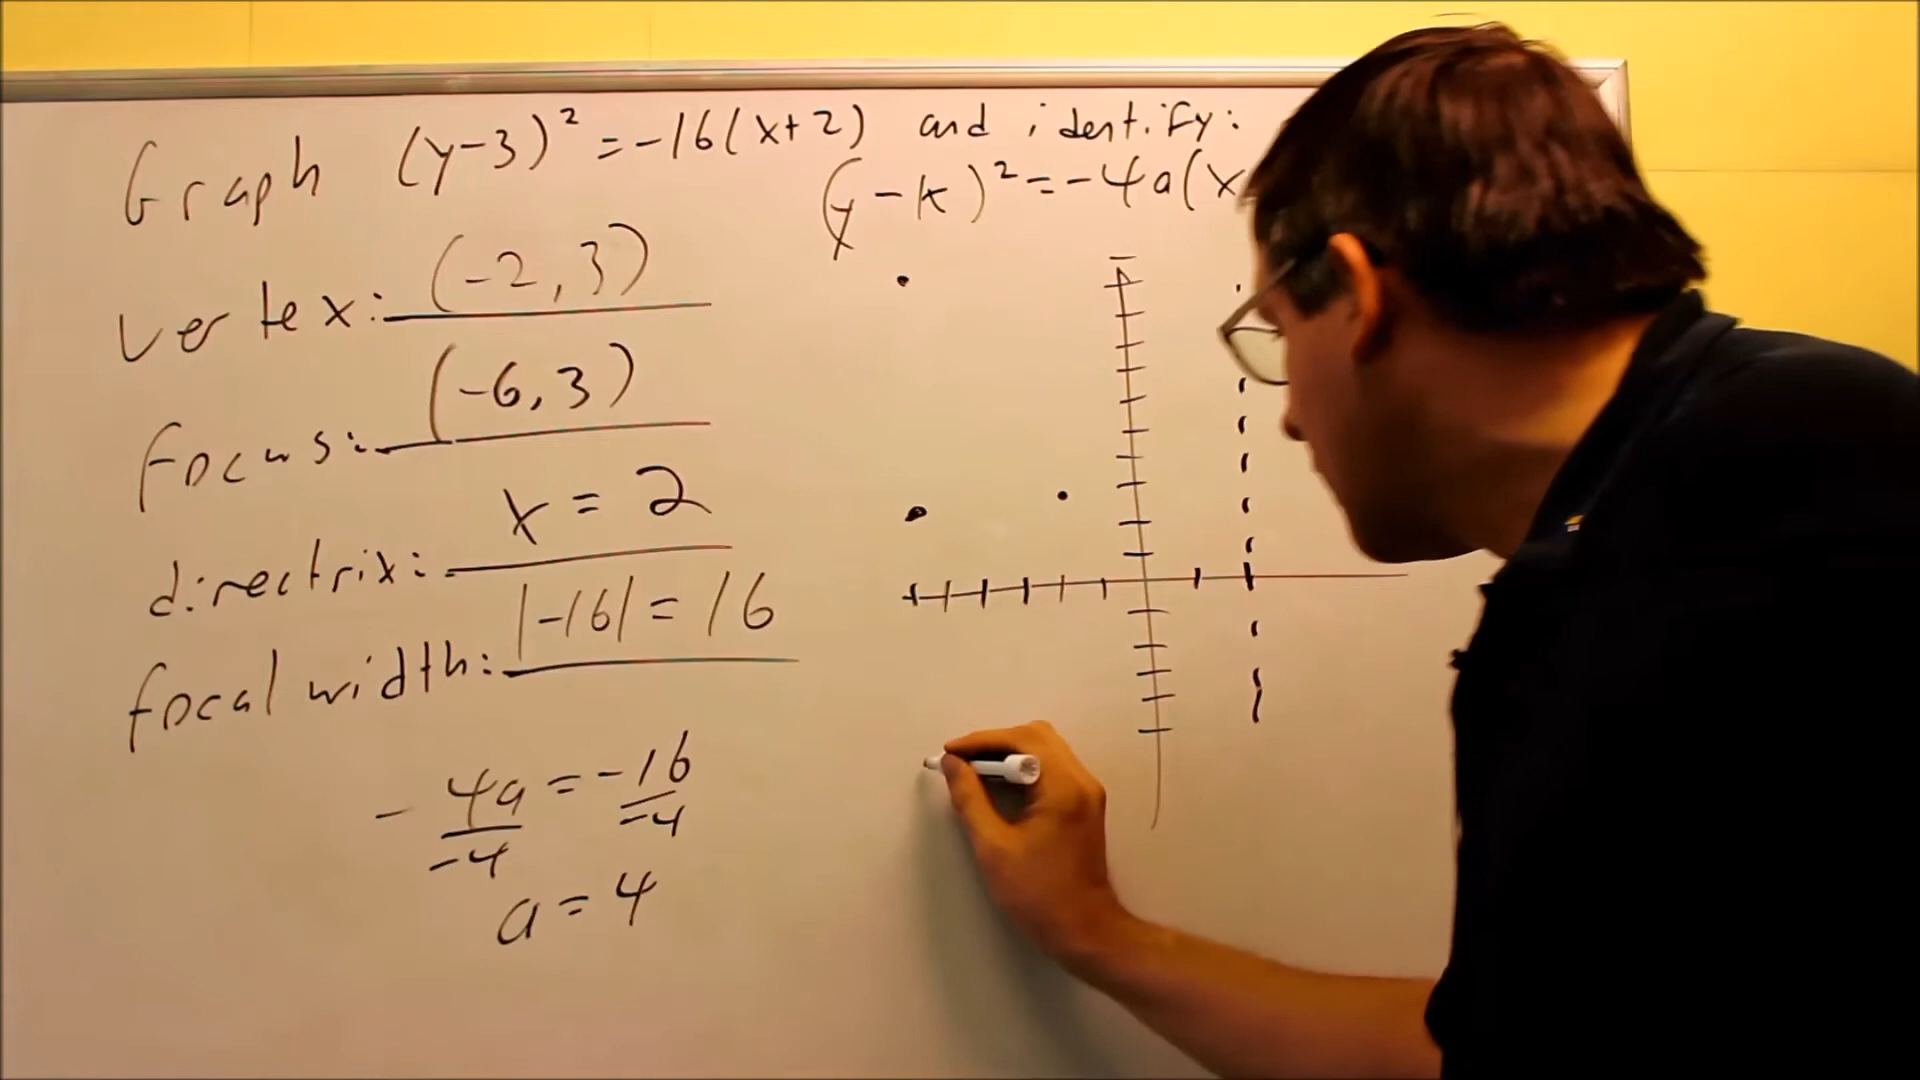 Graph (y-3)² = -16(x+2) and identify:
(y-k)² = -4a(x
vertex: (-2,3)
focus: (-6,3)
directrix: x = 2
focal width: |-16| = 16
-4a/-4 = -16/-4
a = 4